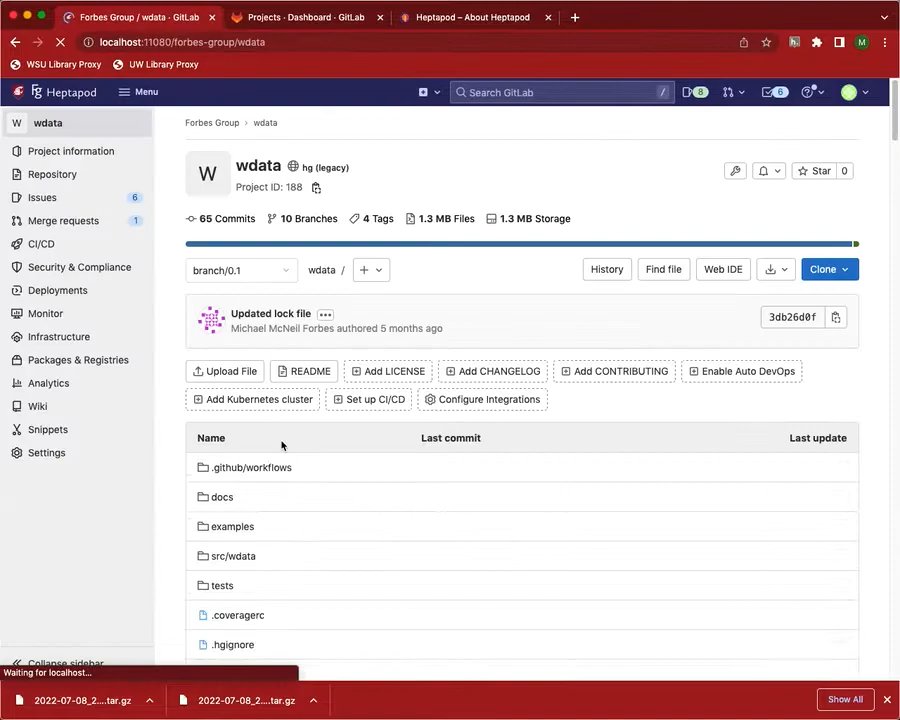 Forbes Group / wdata · GitLab
Projects · Dashboard · GitLab
Heptapod – About Heptapod
localhost:11080/forbes-group/wdata
M
WSU Library Proxy
UW Library Proxy
Heptapod
Menu
Search GitLab
/
8
6
W
wdata
Project information
Repository
Issues
6
Merge requests
1
CI/CD
Security & Compliance
Deployments
Monitor
Infrastructure
Packages & Registries
Analytics
Wiki
Snippets
Settings
Collapse sidebar
Forbes Group › wdata
W
wdata
hg (legacy)
Project ID: 188
Star
0
65 Commits
10 Branches
4 Tags
1.3 MB Files
1.3 MB Storage
branch/0.1
wdata /
History
Find file
Web IDE
Clone
Updated lock file
Michael McNeil Forbes authored 5 months ago
3db26d0f
Upload File
README
Add LICENSE
Add CHANGELOG
Add CONTRIBUTING
Enable Auto DevOps
Add Kubernetes cluster
Set up CI/CD
Configure Integrations
Name
Last commit
Last update
.github/workflows
docs
examples
src/wdata
tests
.coveragerc
.hgignore
Waiting for localhost...
2022-07-08_2....tar.gz
2022-07-08_2....tar.gz
Show All